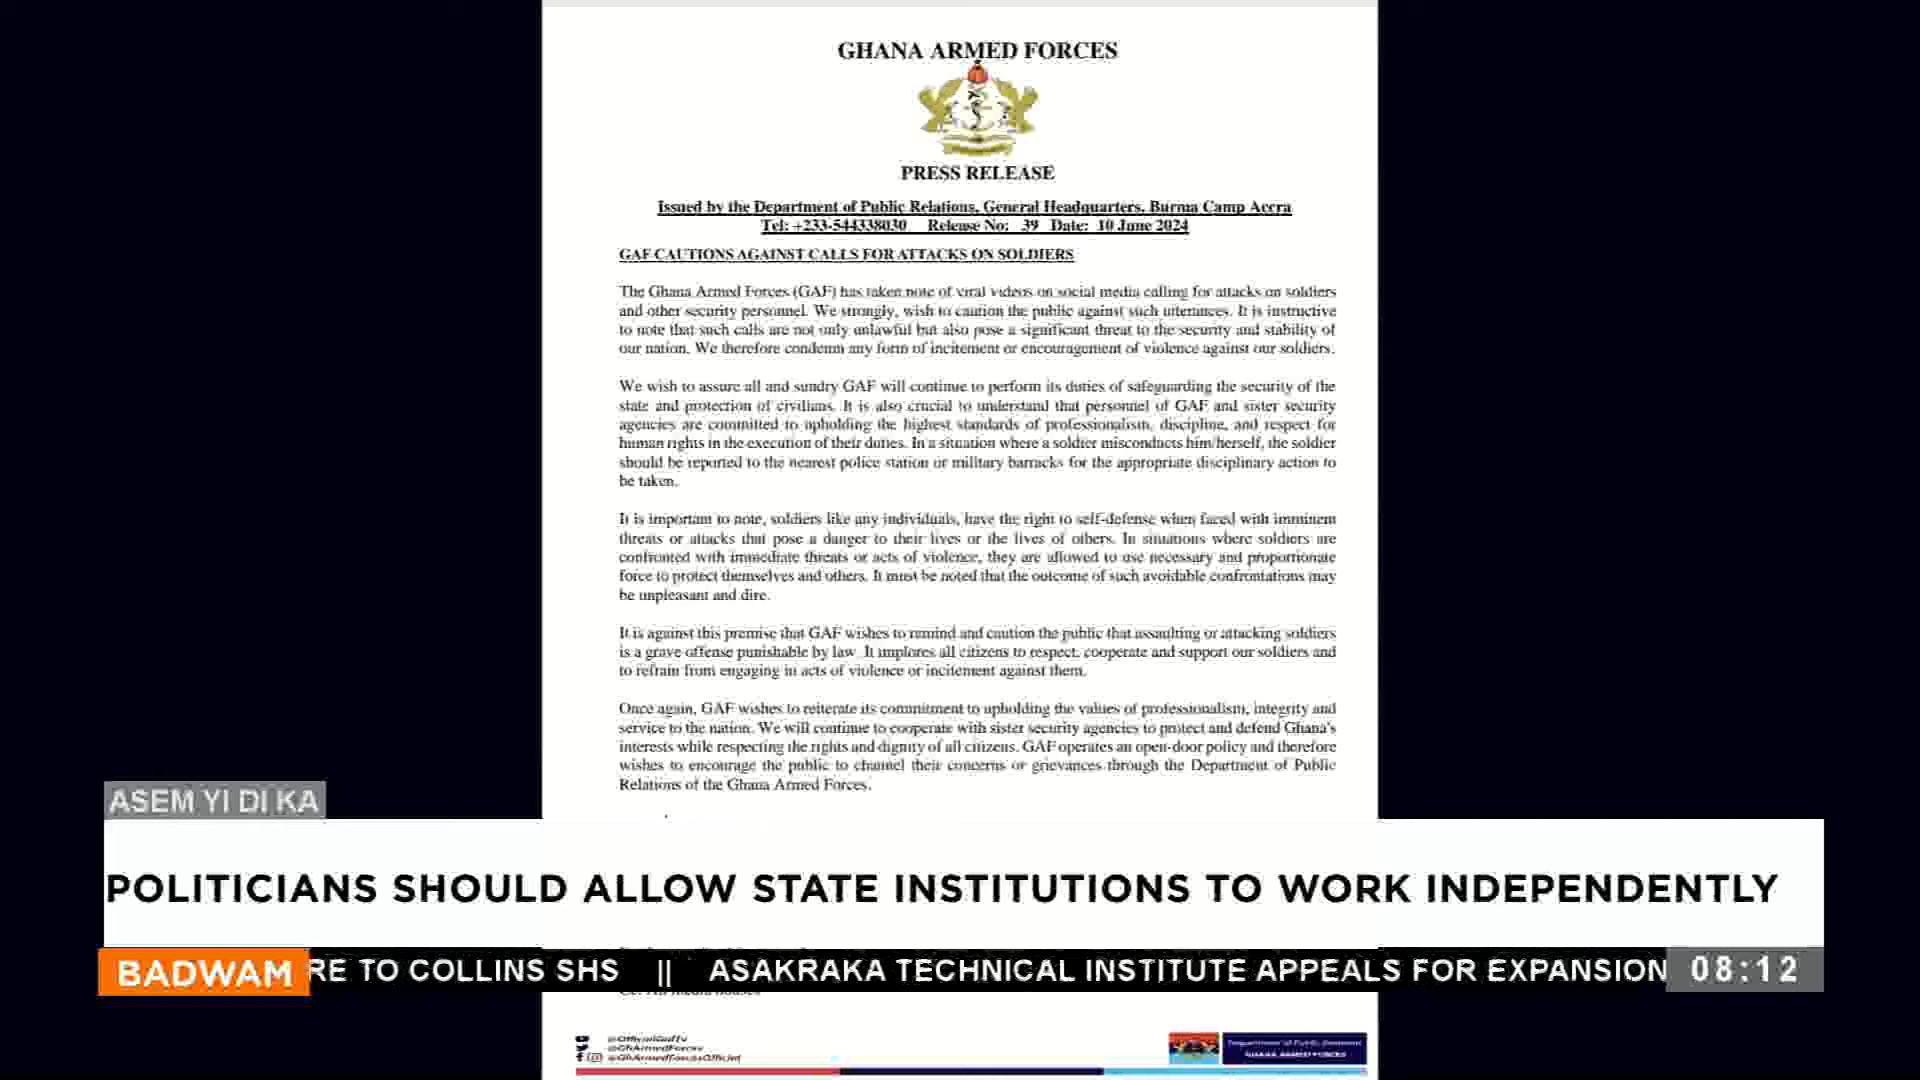 GHANA ARMED FORCES
PRESS RELEASE
Issued by the Department of Public Relations, General Headquarters, Burma Camp Accra
Tel: +233-544338030 Release No: 39 Date: 10 June 2024
GAF CAUTIONS AGAINST CALLS FOR ATTACKS ON SOLDIERS
The Ghana Armed Forces (GAF) has taken note of viral videos on social media calling for attacks on soldiers
and other security personnel. We strongly, wish to caution the public against such utterances. It is instructive
to note that such calls are not only unlawful but also pose a significant threat to the security and stability of
our nation. We therefore condemn any form of incitement or encouragement of violence against our soldiers.
We wish to assure all and sundry GAF will continue to perform its duties of safeguarding the security of the
state and protection of civilians. It is also crucial to understand that personnel of GAF and sister security
agencies are committed to upholding the highest standards of professionalism, discipline, and respect for
human rights in the execution of their duties. In a situation where a soldier misconducts him/herself, the soldier
should be reported to the nearest police station or military barracks for the appropriate disciplinary action to
be taken.
It is important to note, soldiers like any individuals, have the right to self-defense when faced with imminent
threats or attacks that pose a danger to their lives or the lives of others. In situations where soldiers are
confronted with immediate threats or acts of violence, they are allowed to use necessary and proportionate
force to protect themselves and others. It must be noted that the outcome of such avoidable confrontations may
be unpleasant and dire.
It is against this premise that GAF wishes to remind and caution the public that assaulting or attacking soldiers
is a grave offense punishable by law. It implores all citizens to respect, cooperate and support our soldiers and
to refrain from engaging in acts of violence or incitement against them.
Once again, GAF wishes to reiterate its commitment to upholding the values of professionalism, integrity and
service to the nation. We will continue to cooperate with sister security agencies to protect and defend Ghana's
interests while respecting the rights and dignity of all citizens. GAF operates an open-door policy and therefore
wishes to encourage the public to channel their concerns or grievances through the Department of Public
Relations of the Ghana Armed Forces.
ASEM YI DI KA
POLITICIANS SHOULD ALLOW STATE INSTITUTIONS TO WORK INDEPENDENTLY
BADWAM RE TO COLLINS SHS || ASAKRAKA TECHNICAL INSTITUTE APPEALS FOR EXPANSION 08:12
@OfficialGafTv
@GhArmedForces
@GhArmedForcesOfficial
Department of Public Relations
GHANA ARMED FORCES